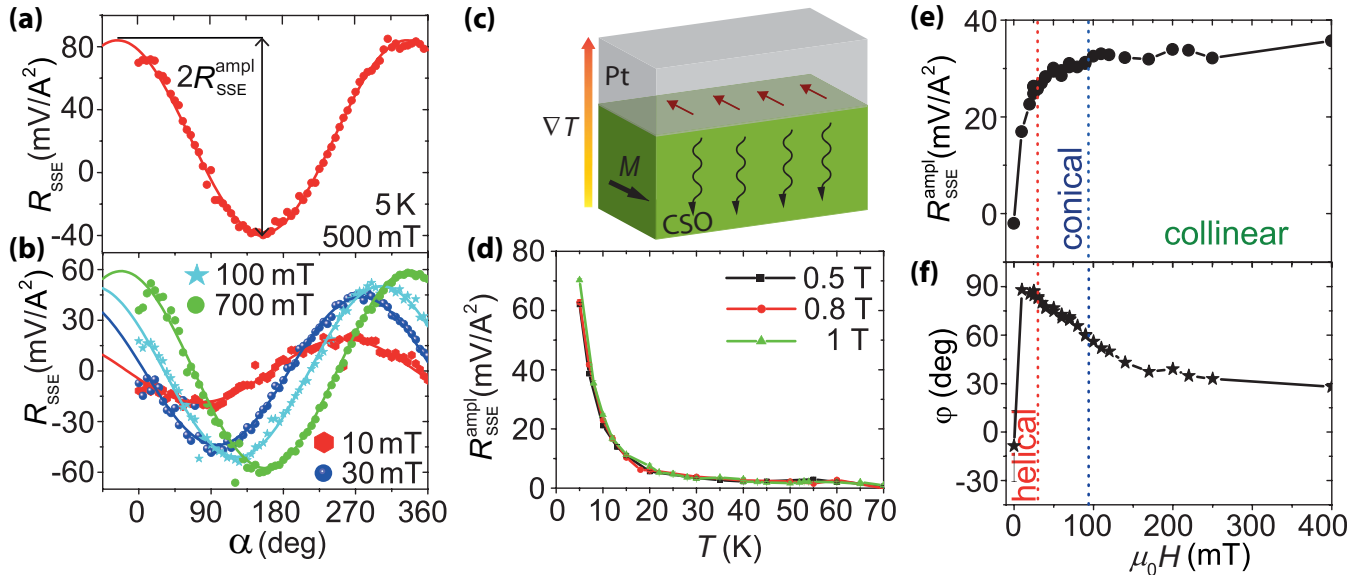 (a)
80
40
0
-40
R_SSE (mV/A²)
2R_SSE^ampl
5 K
500 mT
(b)
60
30
0
-30
-60
R_SSE (mV/A²)
100 mT
700 mT
10 mT
30 mT
0 90 180 270 360
α (deg)
(c)
∇T
Pt
M
CSO
(d)
80
60
40
20
0
R_SSE^ampl (mV/A²)
0.5 T
0.8 T
1 T
10 20 30 40 50 60 70
T (K)
(e)
40
20
0
R_SSE^ampl (mV/A²)
conical
collinear
(f)
90
60
30
0
-30
φ (deg)
helical
0 100 200 300 400
μ₀H (mT)